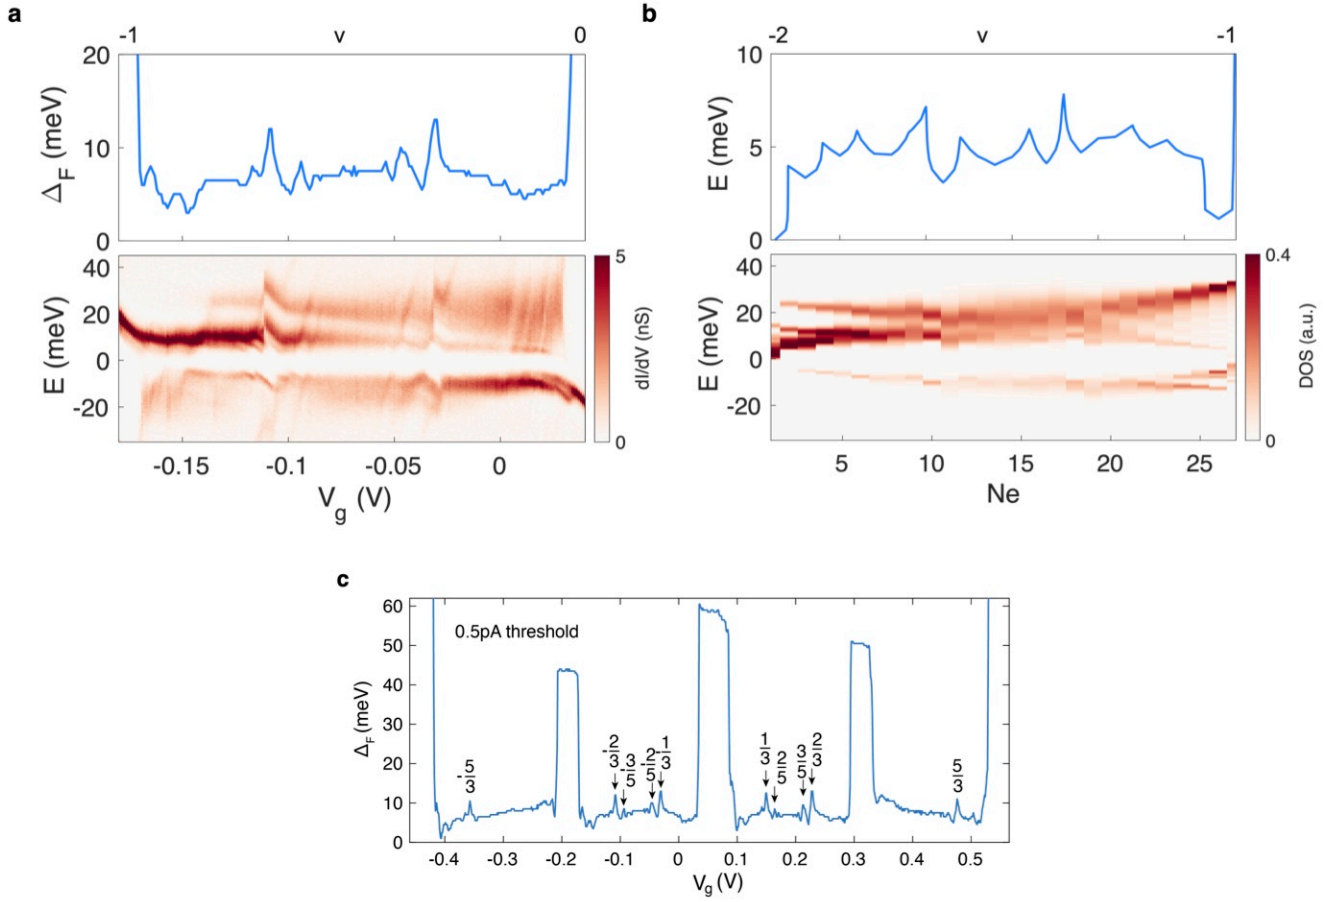 a
-1 v 0
20
10
0
Δ_F (meV)
40
20
0
-20
E (meV)
-0.15 -0.1 -0.05 0
V_g (V)
5
0
dI/dV (nS)
b
-2 v -1
10
5
0
E (meV)
40
20
0
-20
E (meV)
5 10 15 20 25
Ne
0.4
0
DOS (a.u.)
c
0.5pA threshold
60
50
40
30
20
10
0
Δ_F (meV)
-5/3
-2/3
-3/5
-2/5
-1/3
1/3
2/5
3/5
2/3
5/3
-0.4 -0.3 -0.2 -0.1 0 0.1 0.2 0.3 0.4 0.5
V_g (V)